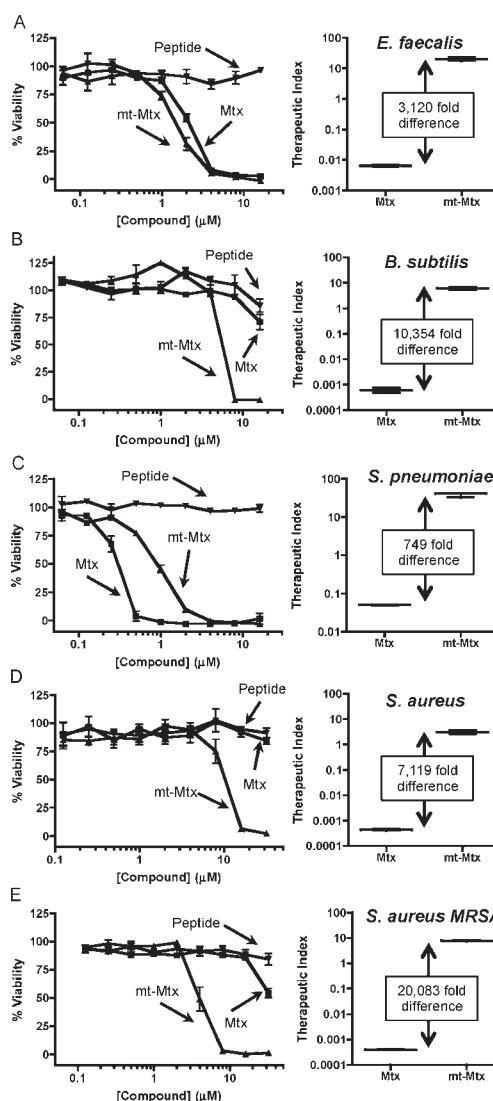 A
125
100
75
50
25
0
% Viability
Peptide
mt-Mtx
Mtx
0.1
1.0
10
[Compound] (μM)
E. faecalis
100
10
1
0.1
0.01
0.001
Therapeutic Index
3,120 fold
difference
Mtx
mt-Mtx
B
125
100
75
50
25
0
% Viability
Peptide
mt-Mtx
Mtx
0.1
1.0
10
[Compound] (μM)
B. subtilis
100
10
1
0.1
0.01
0.001
0.0001
Therapeutic Index
10,354 fold
difference
Mtx
mt-Mtx
C
125
100
75
50
25
0
% Viability
Peptide
mt-Mtx
Mtx
0.1
1.0
10
[Compound] (μM)
S. pneumoniae
100
10
1
0.1
0.01
Therapeutic Index
749 fold
difference
Mtx
mt-Mtx
D
125
100
75
50
25
0
% Viability
Peptide
mt-Mtx
Mtx
0.1
1
10
[Compound] (μM)
S. aureus
100
10
1
0.1
0.01
0.001
0.0001
Therapeutic Index
7,119 fold
difference
Mtx
mt-Mtx
E
125
100
75
50
25
0
% Viability
Peptide
mt-Mtx
Mtx
0.1
1
10
[Compound] (μM)
S. aureus MRSA
100
10
1
0.1
0.01
0.001
0.0001
Therapeutic Index
20,083 fold
difference
Mtx
mt-Mtx